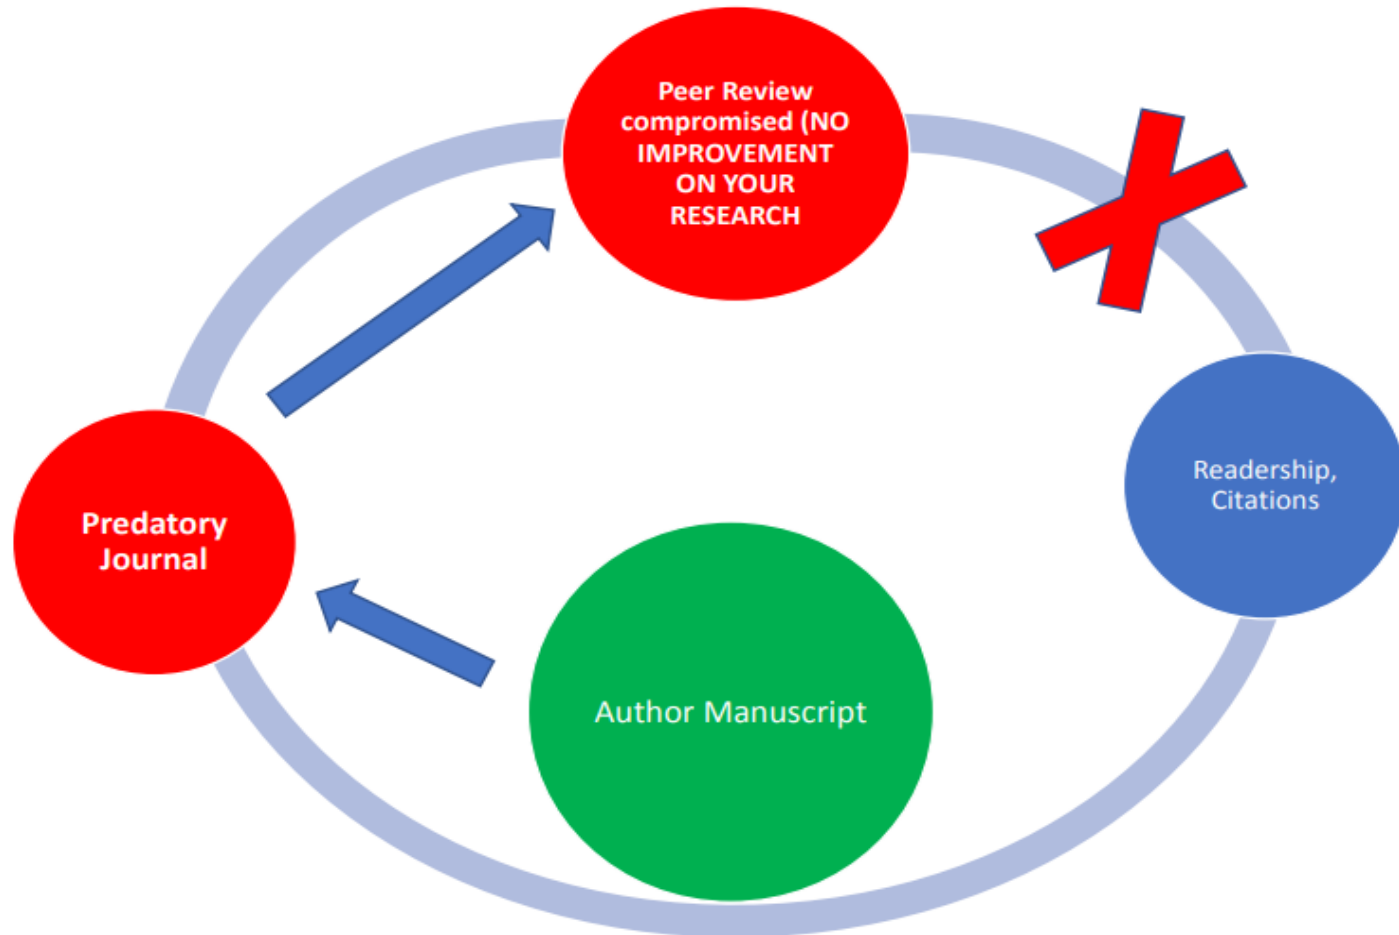 Peer Review
compromised (NO
IMPROVEMENT
ON YOUR
RESEARCH
Predatory
Journal
Readership,
Citations
Author Manuscript